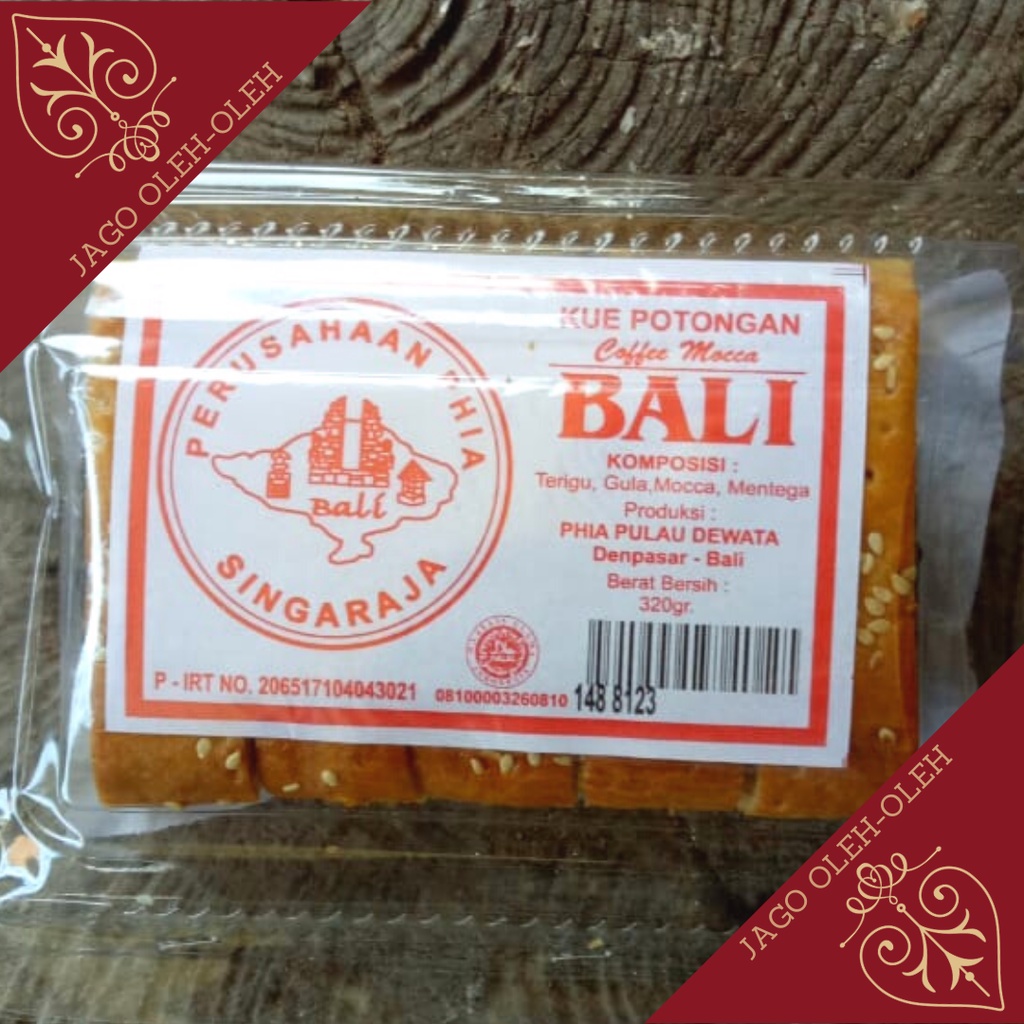 JAGO OLEH-OLEH
PERUSAHAAN PHIA
Bali
SINGARAJA
P - IRT NO. 206517104043021
KUE POTONGAN
Coffee Mocca
BALI
KOMPOSISI :
Terigu, Gula,Mocca, Mentega
Produksi :
PHIA PULAU DEWATA
Denpasar - Bali
Berat Bersih :
320gr.
08100003260810
148 8123
JAGO OLEH-OLEH